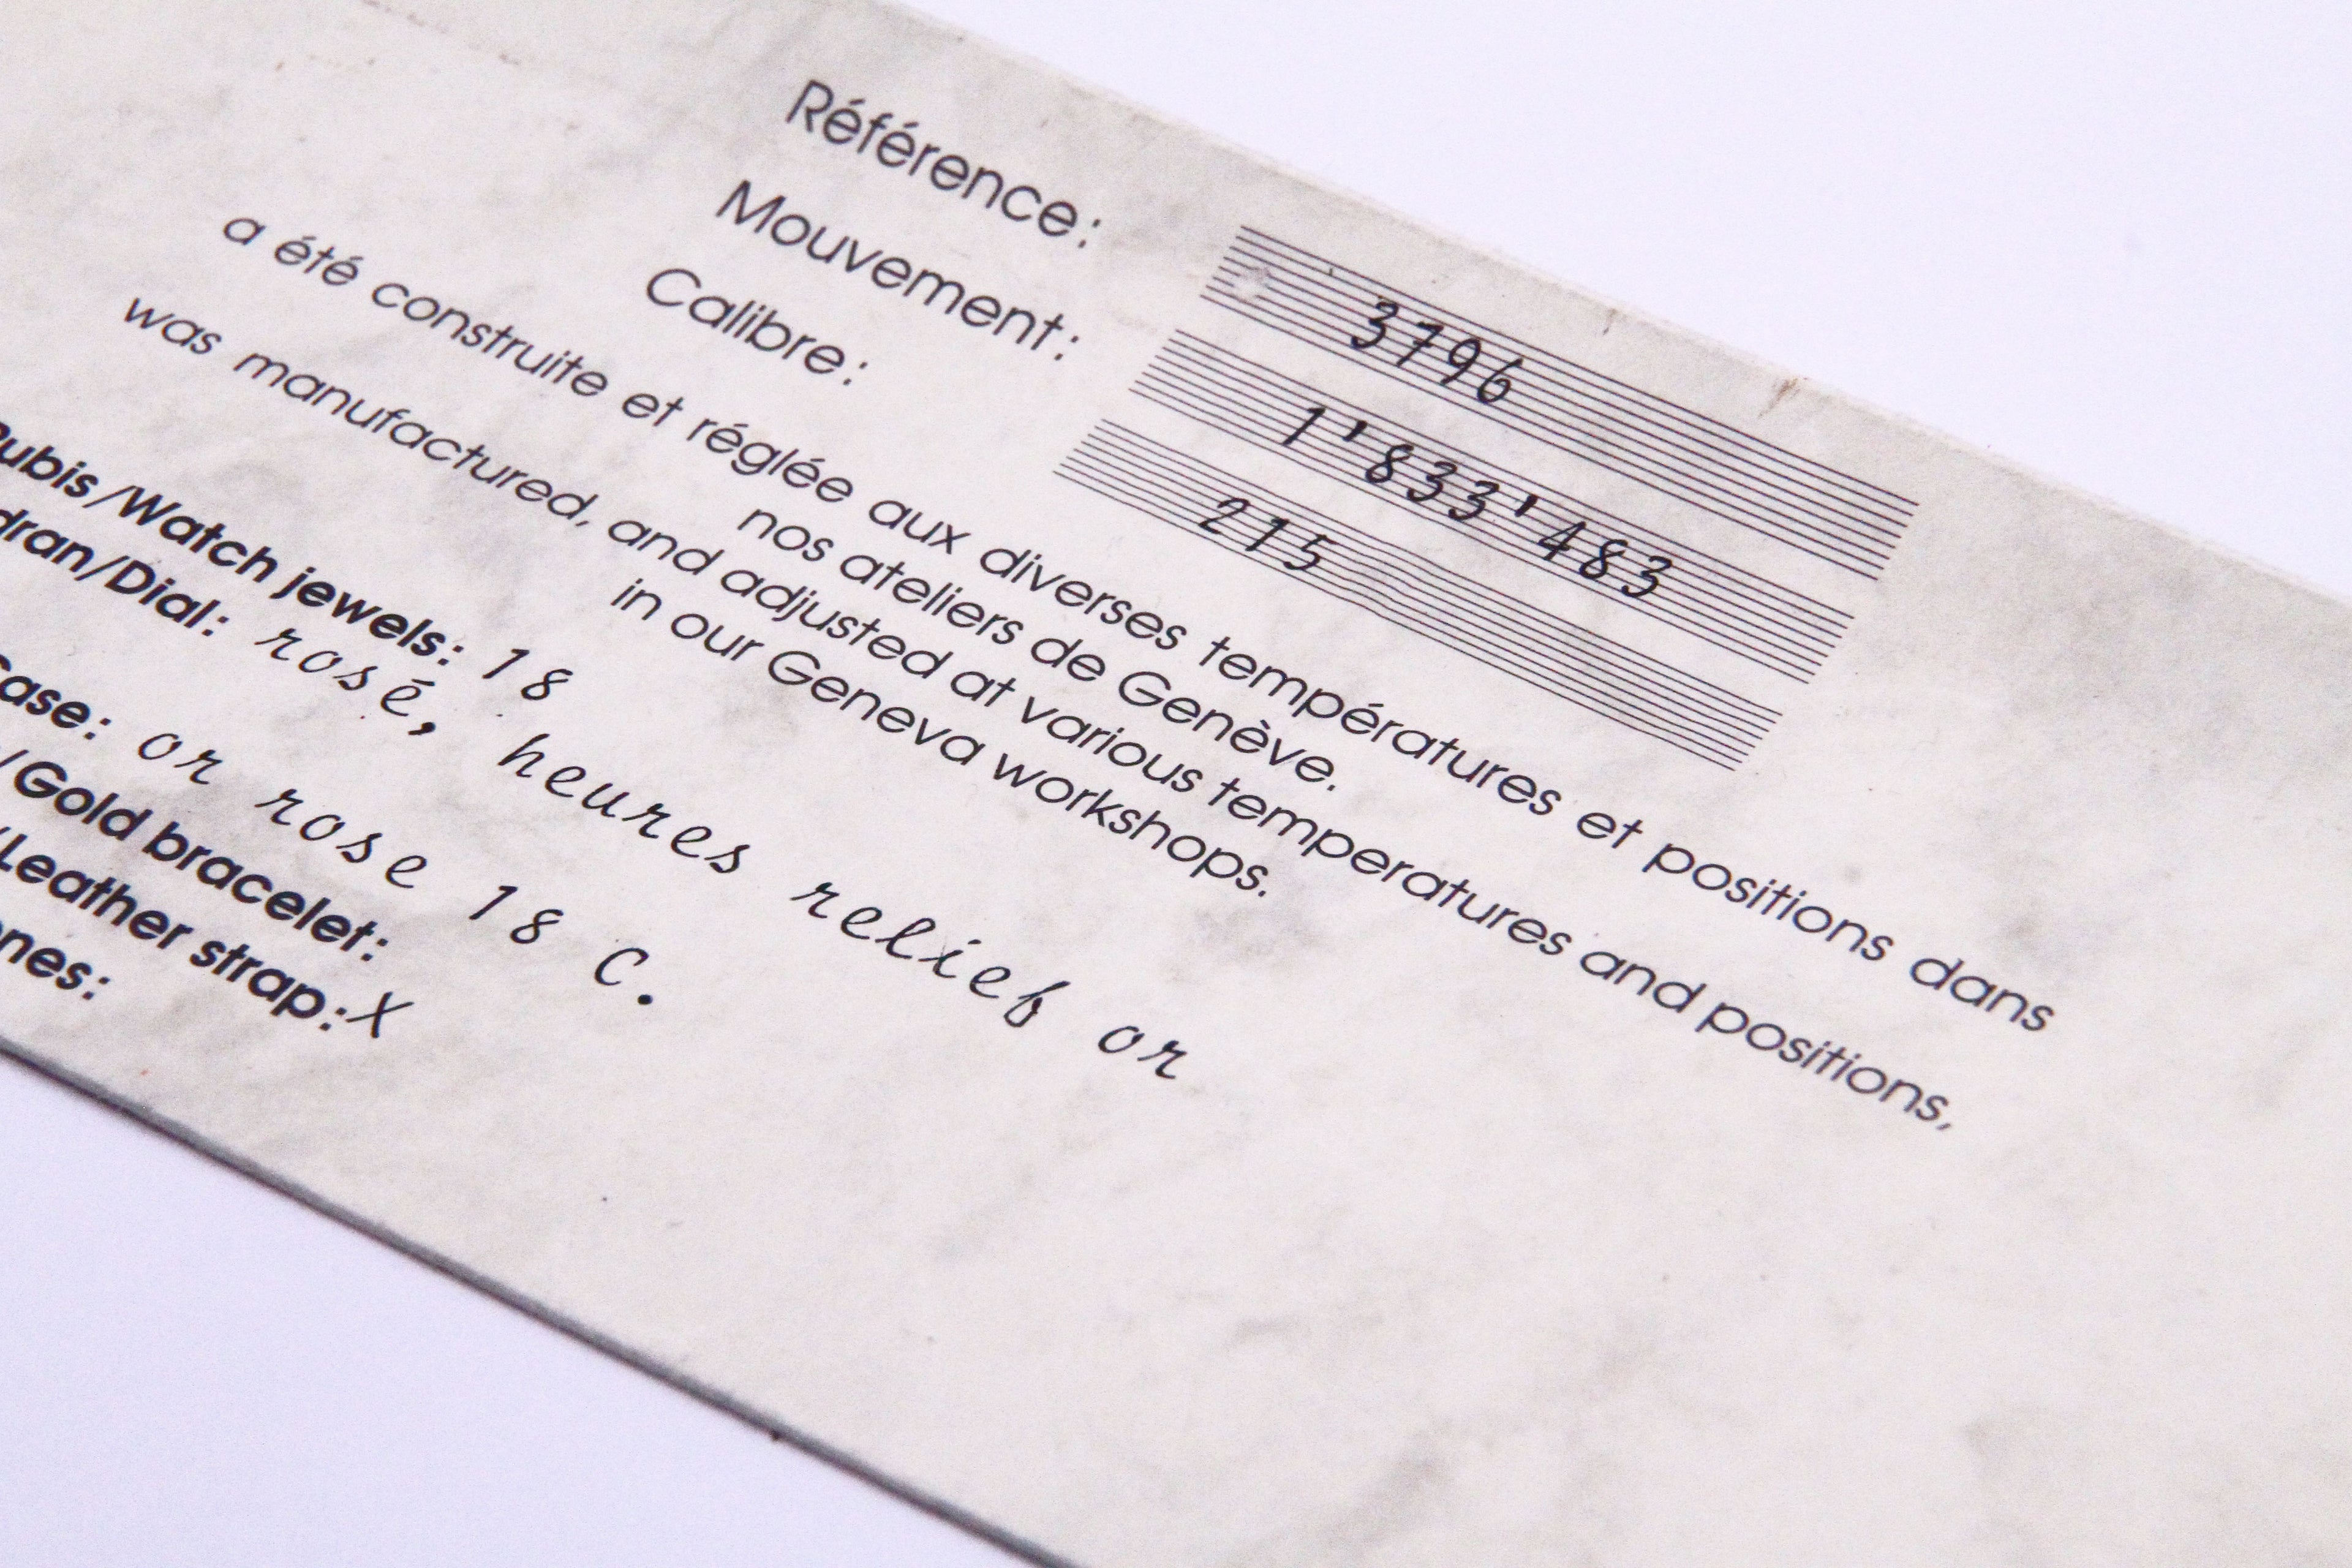 Référence: 3796
Mouvement: 1'833'483
Calibre: 215
a été construite et réglée aux diverses températures et positions dans
nos ateliers de Genève.
was manufactured, and adjusted at various temperatures and positions,
in our Geneva workshops.
Rubis/Watch jewels: 18
dran/Dial: rosé, heures relief or
Case: or rose 18 C.
/Gold bracelet:
/Leather strap: X
nes: